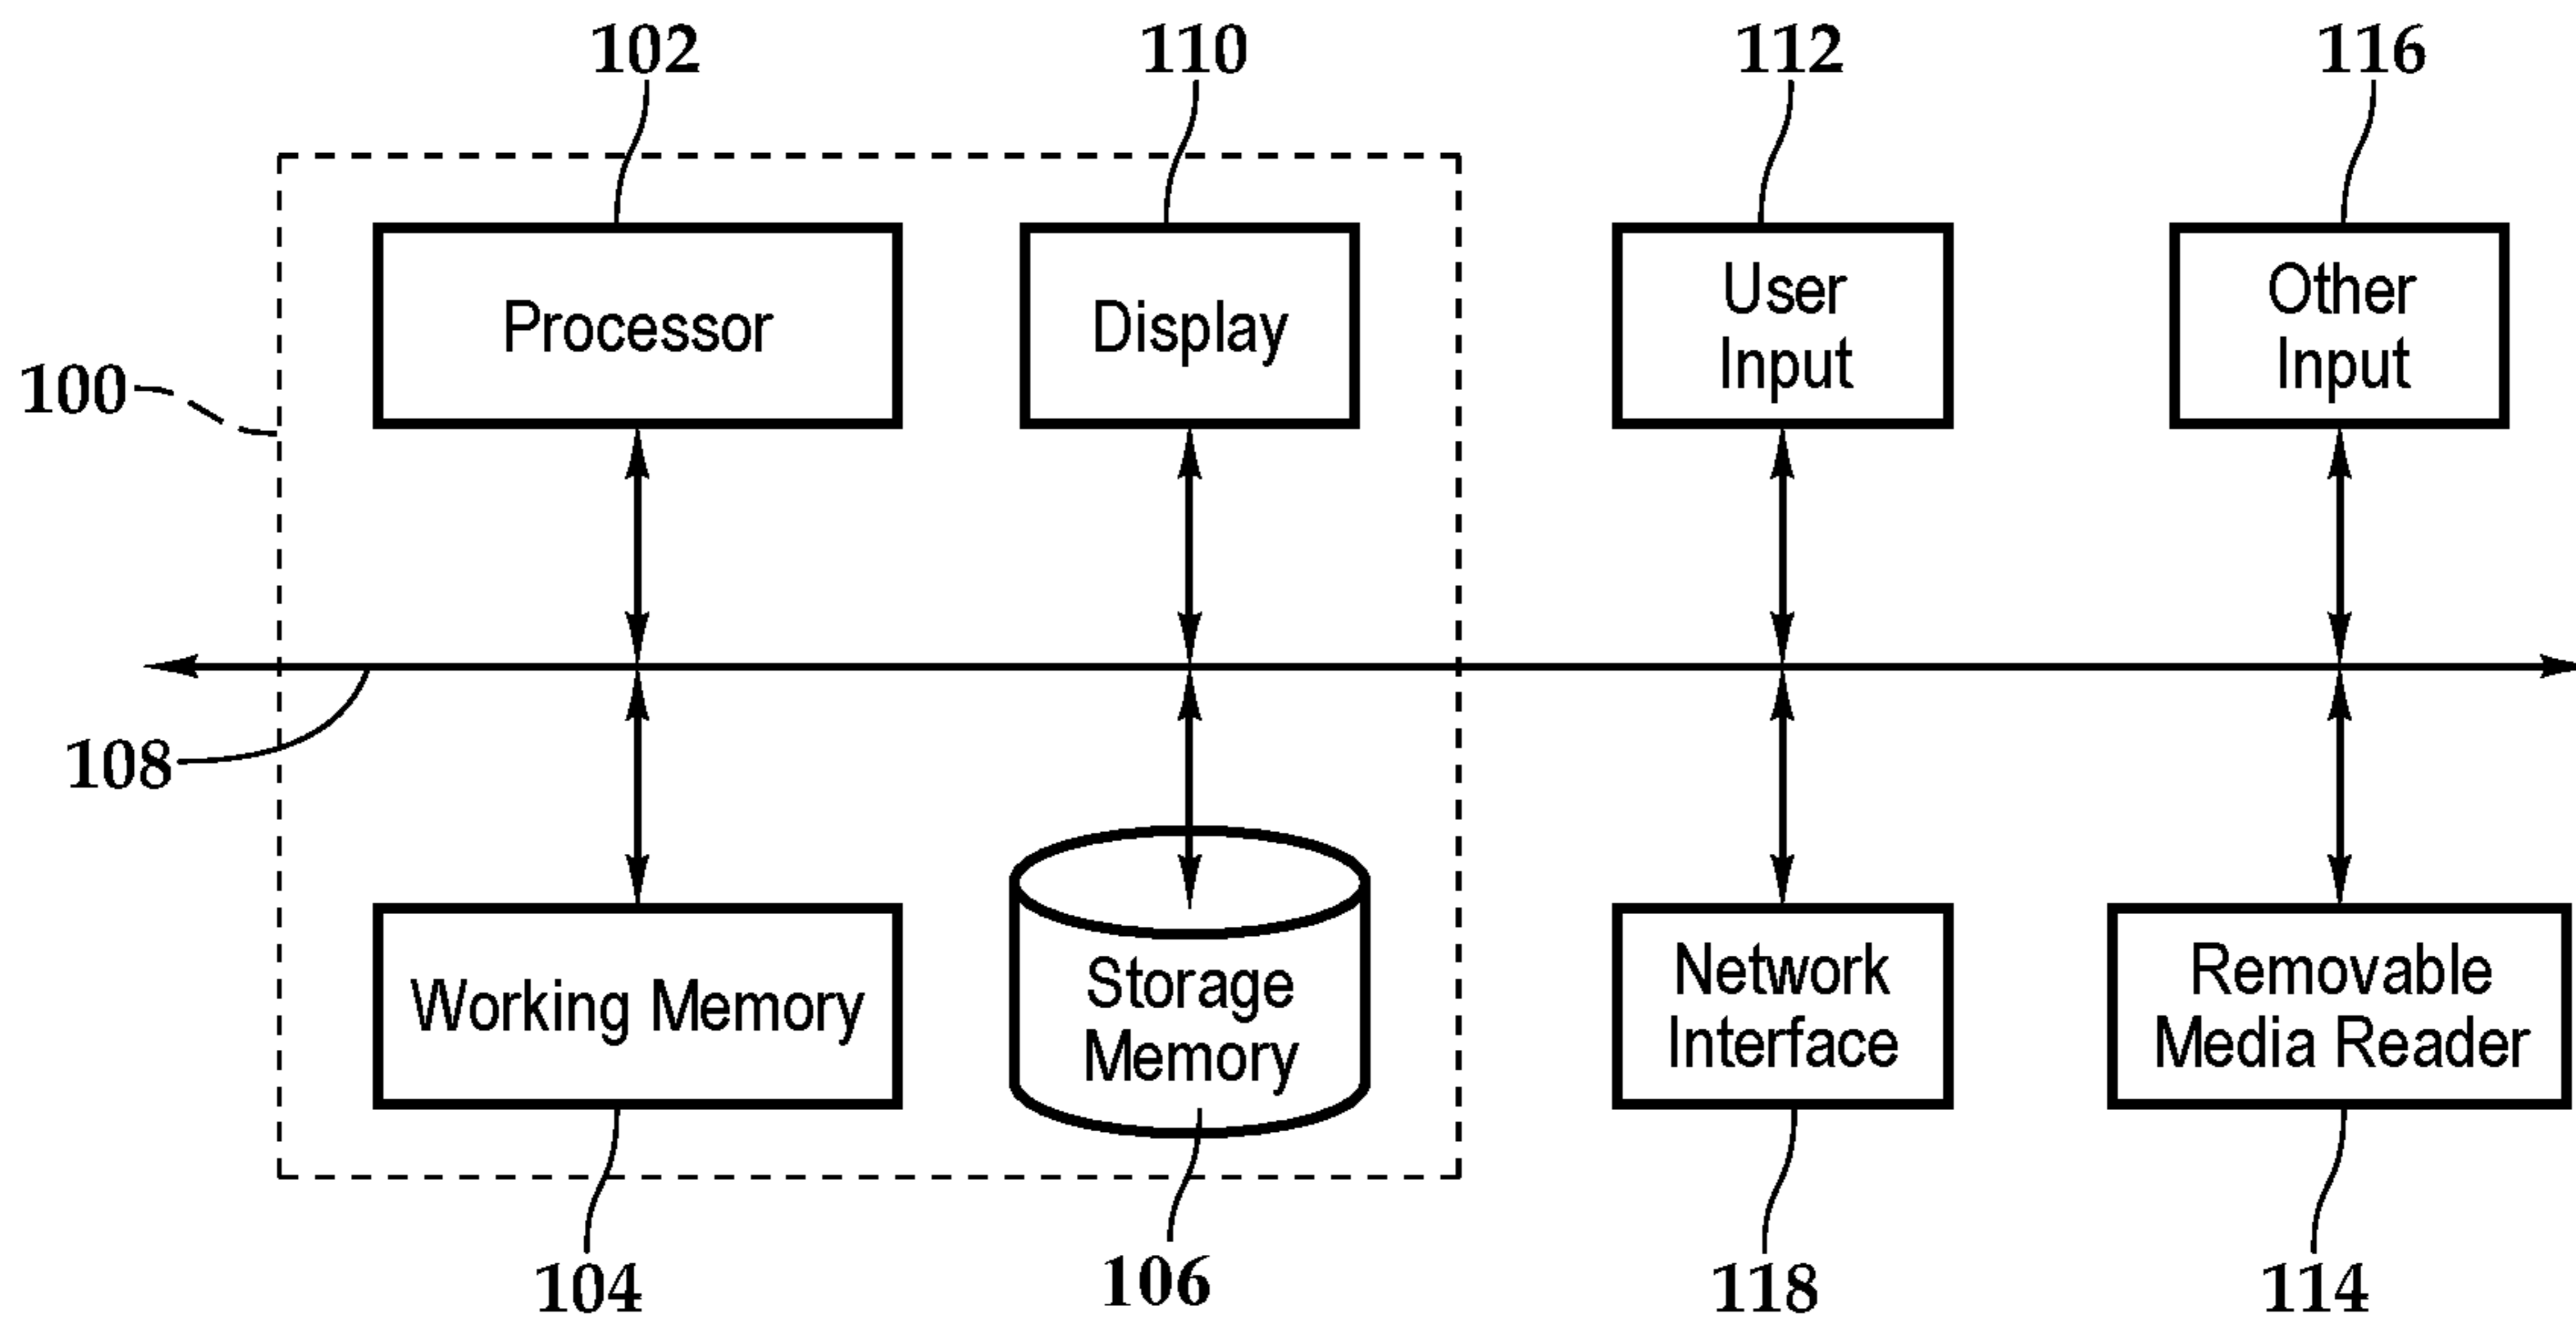 102
110
112
116
Processor
Display
User
Input
Other
Input
100
108
Working Memory
Storage
Memory
Network
Interface
Removable
Media Reader
104
106
118
114